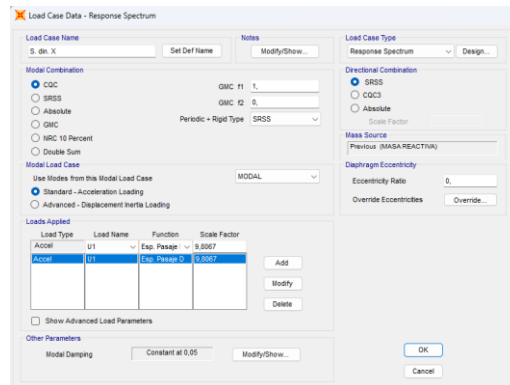 Load Case Data - Response Spectrum
Load Case Name
S. din. X
Set Def Name
Notes
Modify/Show...
Load Case Type
Response Spectrum
Design...
Modal Combination
CQC
SRSS
Absolute
GMC
NRC 10 Percent
Double Sum
GMC f1 1,
GMC f2 0,
Periodic + Rigid Type SRSS
Directional Combination
SRSS
CQC3
Absolute
Scale Factor
Mass Source
Previous (MASA REACTIVA)
Modal Load Case
Use Modes from this Modal Load Case MODAL
Standard - Acceleration Loading
Advanced - Displacement Inertia Loading
Diaphragm Eccentricity
Eccentricity Ratio 0,
Override Eccentricities Override...
Loads Applied
Load Type Load Name Function Scale Factor
Accel U1 Esp. Pasaje 9,8067
Accel U1 Esp. Pasaje D 9,8067
Add
Modify
Delete
Show Advanced Load Parameters
Other Parameters
Modal Damping Constant at 0,05 Modify/Show...
OK
Cancel